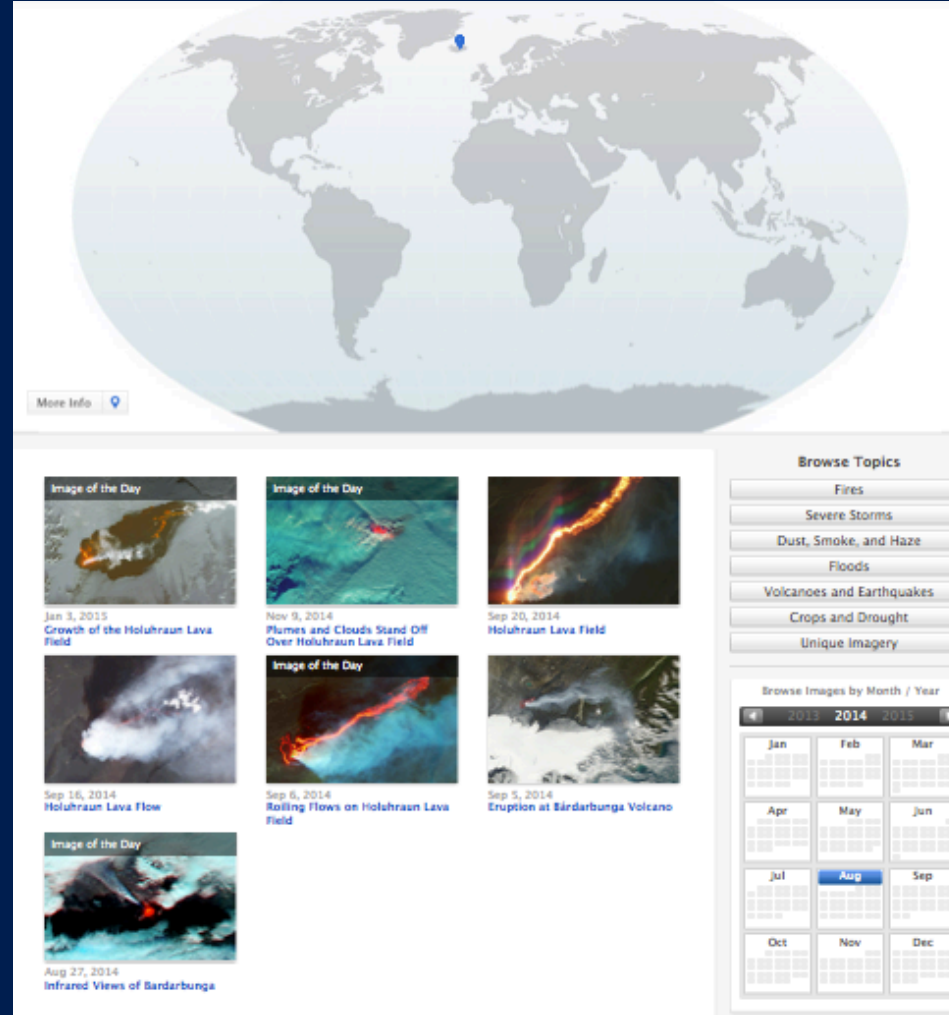 More Info
Image of the Day
Jan 3, 2015
Growth of the Holuhraun Lava
Field
Image of the Day
Nov 9, 2014
Plumes and Clouds Stand Off
Over Holuhraun Lava Field
Sep 20, 2014
Holuhraun Lava Field
Sep 16, 2014
Holuhraun Lava Flow
Image of the Day
Sep 6, 2014
Roiling Flows on Holuhraun Lava
Field
Sep 5, 2014
Eruption at Bárdarbunga Volcano
Image of the Day
Aug 27, 2014
Infrared Views of Bardarbunga
Browse Topics
Fires
Severe Storms
Dust, Smoke, and Haze
Floods
Volcanoes and Earthquakes
Crops and Drought
Unique Imagery
Browse Images by Month / Year
2013 2014 2015
Jan Feb Mar
Apr May Jun
Jul Aug Sep
Oct Nov Dec